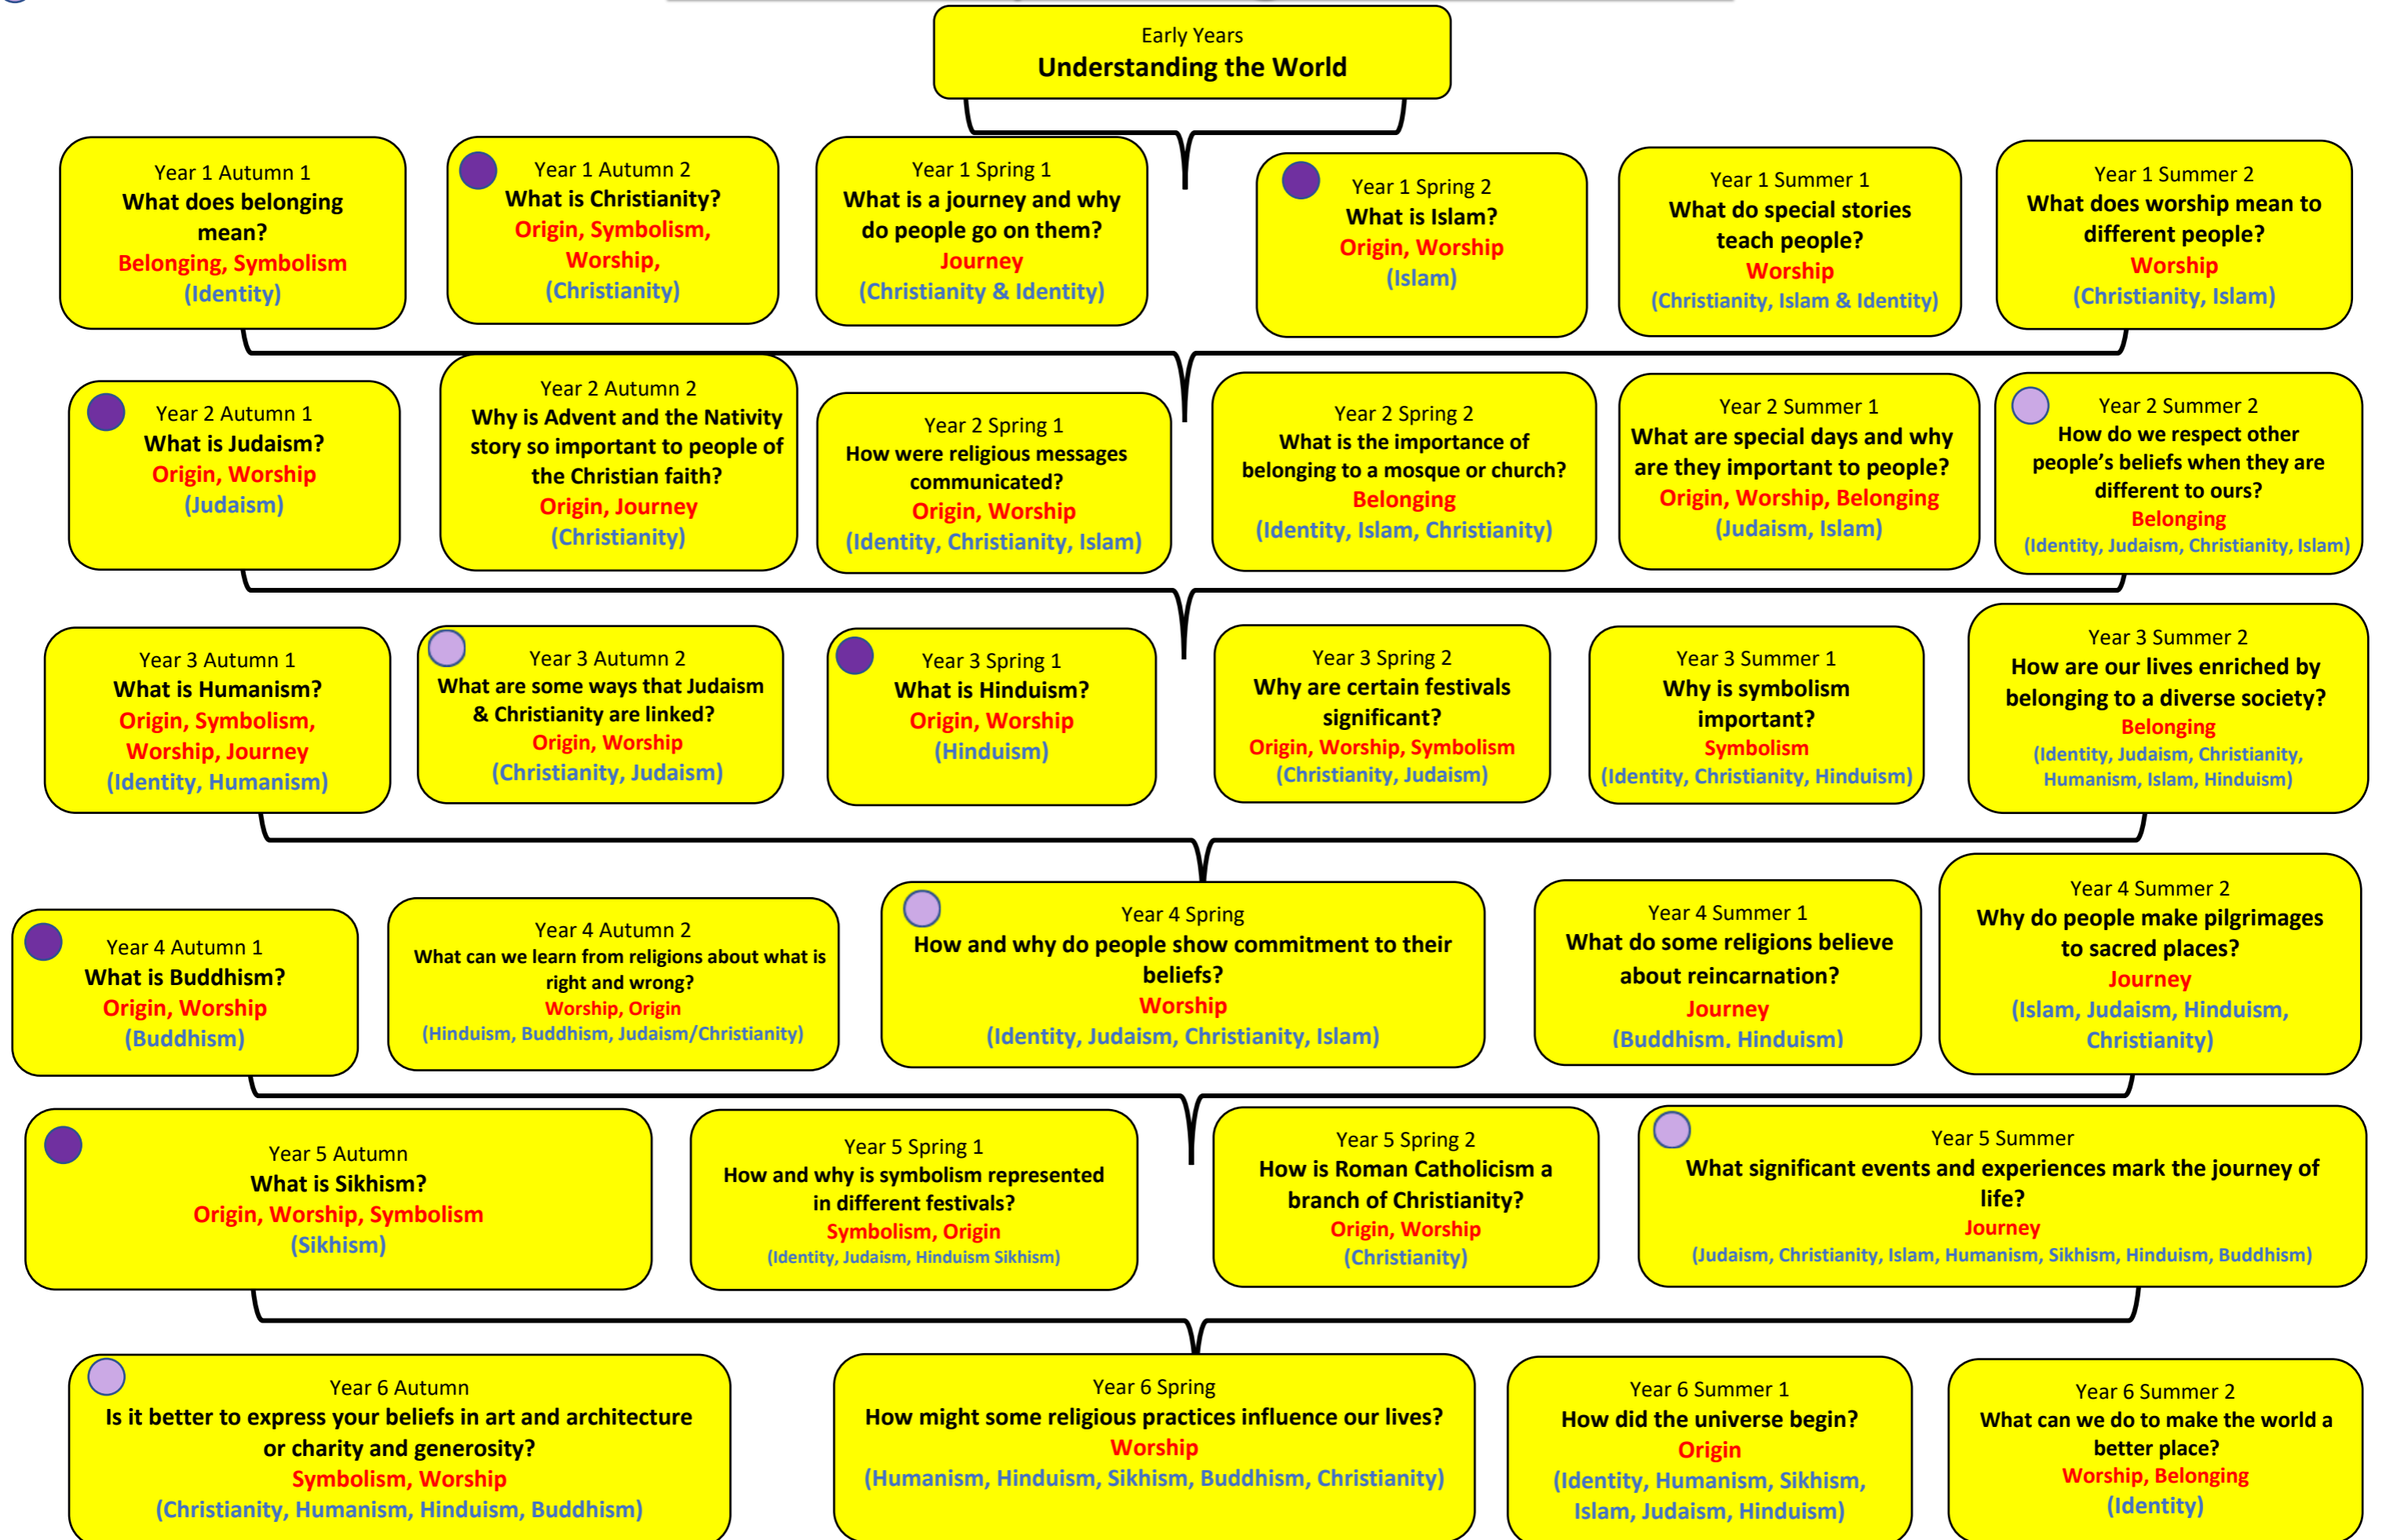 Early Years
Understanding the World
Year 1 Autumn 1
What does belonging
mean?
Belonging, Symbolism
(Identity)
Year 1 Autumn 2
What is Christianity?
Origin, Symbolism,
Worship,
(Christianity)
Year 1 Spring 1
What is a journey and why
do people go on them?
Journey
(Christianity & Identity)
Year 1 Spring 2
What is Islam?
Origin, Worship
(Islam)
Year 1 Summer 1
What do special stories
teach people?
Worship
(Christianity, Islam & Identity)
Year 1 Summer 2
What does worship mean to
different people?
Worship
(Christianity, Islam)
Year 2 Autumn 1
What is Judaism?
Origin, Worship
(Judaism)
Year 2 Autumn 2
Why is Advent and the Nativity
story so important to people of
the Christian faith?
Origin, Journey
(Christianity)
Year 2 Spring 1
How were religious messages
communicated?
Origin, Worship
(Identity, Christianity, Islam)
Year 2 Spring 2
What is the importance of
belonging to a mosque or church?
Belonging
(Identity, Islam, Christianity)
Year 2 Summer 1
What are special days and why
are they important to people?
Origin, Worship, Belonging
(Judaism, Islam)
Year 2 Summer 2
How do we respect other
people's beliefs when they are
different to ours?
Belonging
(Identity, Judaism, Christianity, Islam)
Year 3 Autumn 1
What is Humanism?
Origin, Symbolism,
Worship, Journey
(Identity, Humanism)
Year 3 Autumn 2
What are some ways that Judaism
& Christianity are linked?
Origin, Worship
(Christianity, Judaism)
Year 3 Spring 1
What is Hinduism?
Origin, Worship
(Hinduism)
Year 3 Spring 2
Why are certain festivals
significant?
Origin, Worship, Symbolism
(Christianity, Judaism)
Year 3 Summer 1
Why is symbolism
important?
Symbolism
(Identity, Christianity, Hinduism)
Year 3 Summer 2
How are our lives enriched by
belonging to a diverse society?
Belonging
(Identity, Judaism, Christianity,
Humanism, Islam, Hinduism)
Year 4 Autumn 1
What is Buddhism?
Origin, Worship
(Buddhism)
Year 4 Autumn 2
What can we learn from religions about what is
right and wrong?
Worship, Origin
(Hinduism, Buddhism, Judaism/Christianity)
Year 4 Spring
How and why do people show commitment to their
beliefs?
Worship
(Identity, Judaism, Christianity, Islam)
Year 4 Summer 1
What do some religions believe
about reincarnation?
Journey
(Buddhism, Hinduism)
Year 4 Summer 2
Why do people make pilgrimages
to sacred places?
Journey
(Islam, Judaism, Hinduism,
Christianity)
Year 5 Autumn
What is Sikhism?
Origin, Worship, Symbolism
(Sikhism)
Year 5 Spring 1
How and why is symbolism represented
in different festivals?
Symbolism, Origin
(Identity, Judaism, Hinduism Sikhism)
Year 5 Spring 2
How is Roman Catholicism a
branch of Christianity?
Origin, Worship
(Christianity)
Year 5 Summer
What significant events and experiences mark the journey of
life?
Journey
(Judaism, Christianity, Islam, Humanism, Sikhism, Hinduism, Buddhism)
Year 6 Autumn
Is it better to express your beliefs in art and architecture
or charity and generosity?
Symbolism, Worship
(Christianity, Humanism, Hinduism, Buddhism)
Year 6 Spring
How might some religious practices influence our lives?
Worship
(Humanism, Hinduism, Sikhism, Buddhism, Christianity)
Year 6 Summer 1
How did the universe begin?
Origin
(Identity, Humanism, Sikhism,
Islam, Judaism, Hinduism)
Year 6 Summer 2
What can we do to make the world a
better place?
Worship, Belonging
(Identity)